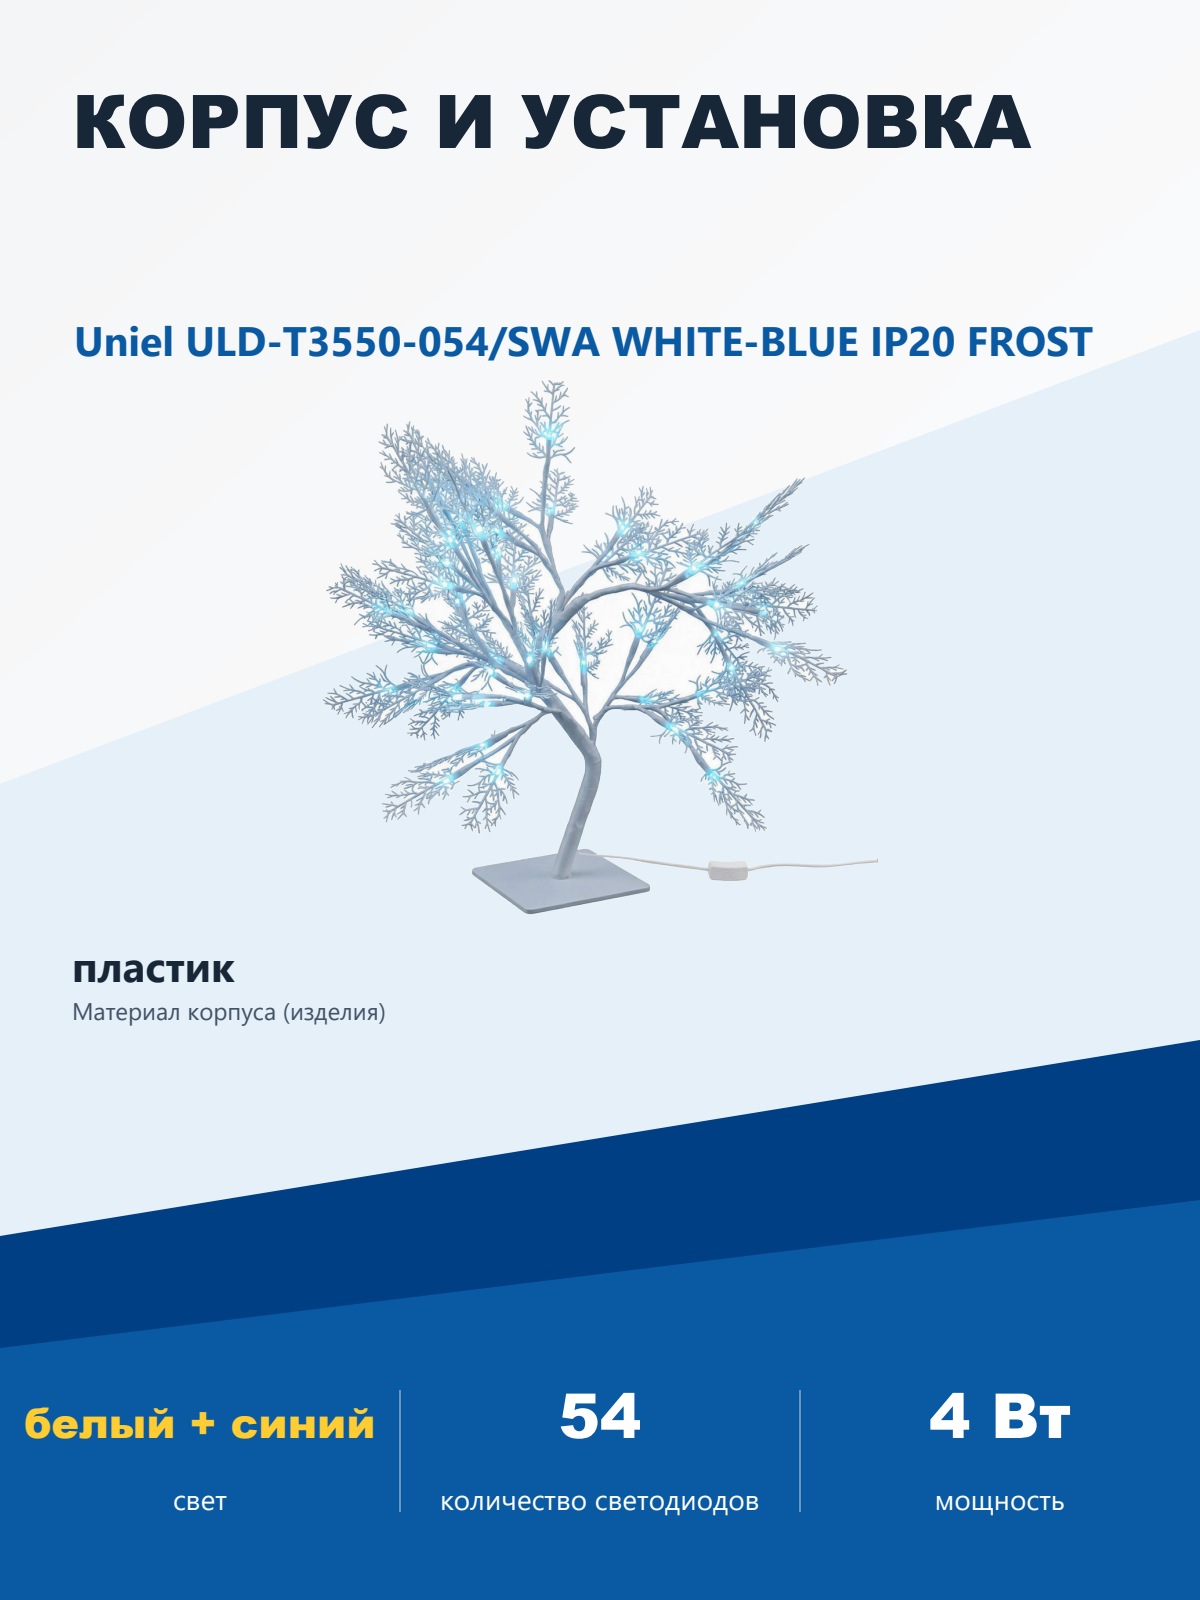 КОРПУС И УСТАНОВКА
Uniel ULD-T3550-054/SWA WHITE-BLUE IP20 FROST
пластик
Материал корпуса (изделия)
белый + синий
54
4 Вт
свет
количество светодиодов
мощность